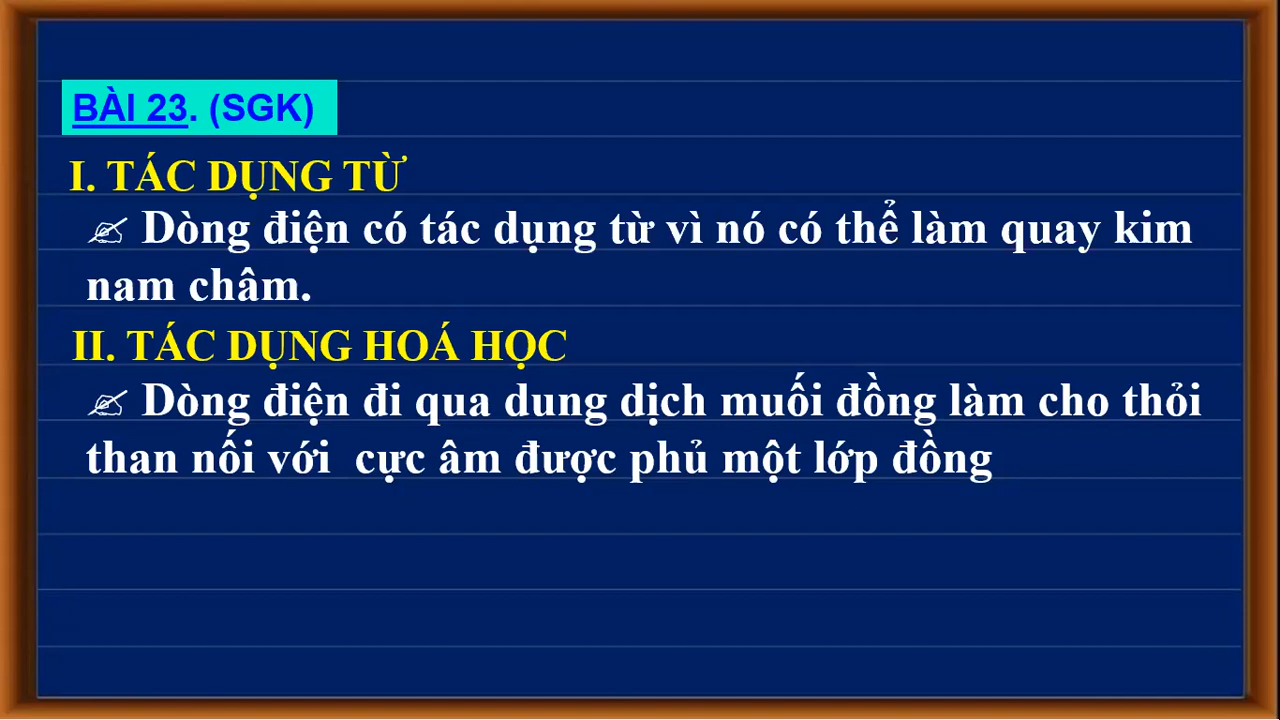 BÀI 23. (SGK)
I. TÁC DỤNG TỪ
✍ Dòng điện có tác dụng từ vì nó có thể làm quay kim
nam châm.
II. TÁC DỤNG HOÁ HỌC
✍ Dòng điện đi qua dung dịch muối đồng làm cho thỏi
than nối với cực âm được phủ một lớp đồng